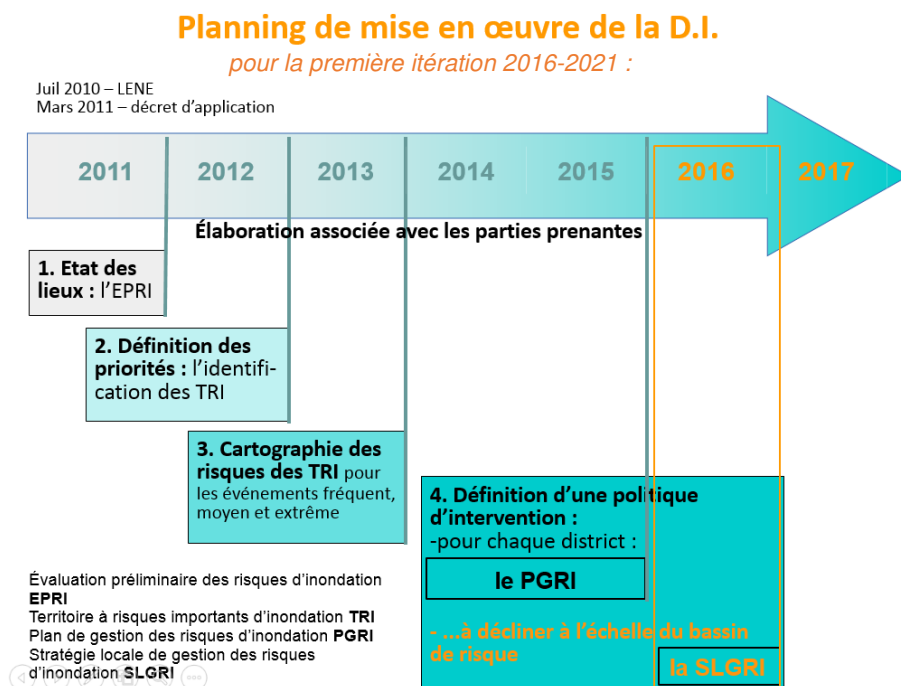 Planning de mise en œuvre de la D.I.
pour la première itération 2016-2021 :
Juil 2010 – LENE
Mars 2011 – décret d’application
2011 2012 2013 2014 2015 2016 2017
Élaboration associée avec les parties prenantes
1. Etat des
lieux : l’EPRI
2. Définition des
priorités : l’identifi-
cation des TRI
3. Cartographie des
risques des TRI pour
les événements fréquent,
moyen et extrême
4. Définition d’une politique
d’intervention :
-pour chaque district :
le PGRI
- ...à décliner à l’échelle du bassin
de risque
la SLGRI
Évaluation préliminaire des risques d’inondation
EPRI
Territoire à risques importants d’inondation TRI
Plan de gestion des risques d’inondation PGRI
Stratégie locale de gestion des risques
d’inondation SLGRI